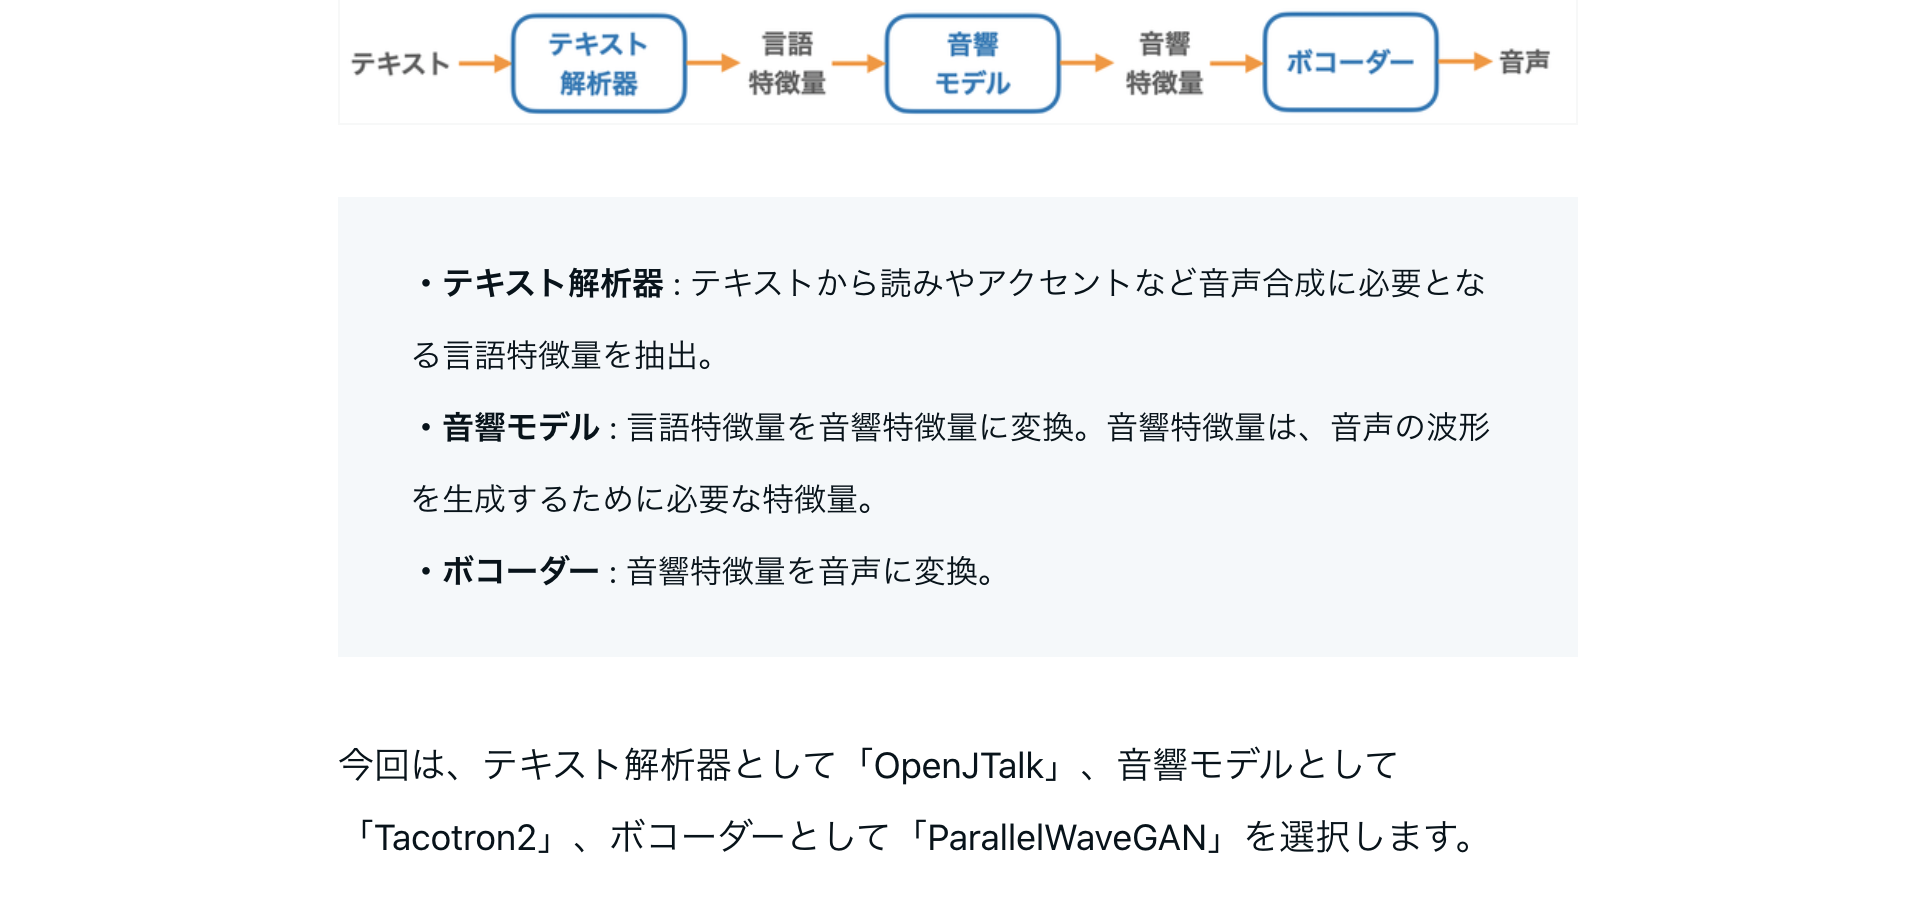 テキスト
テキスト
解析器
言語
特徴量
音響
モデル
音響
特徴量
ボコーダー
音声
・テキスト解析器 : テキストから読みやアクセントなど音声合成に必要とな
る言語特徴量を抽出。
・音響モデル : 言語特徴量を音響特徴量に変換。音響特徴量は、音声の波形
を生成するために必要な特徴量。
・ボコーダー : 音響特徴量を音声に変換。
今回は、テキスト解析器として「OpenJTalk」、音響モデルとして
「Tacotron2」、ボコーダーとして「ParallelWaveGAN」を選択します。